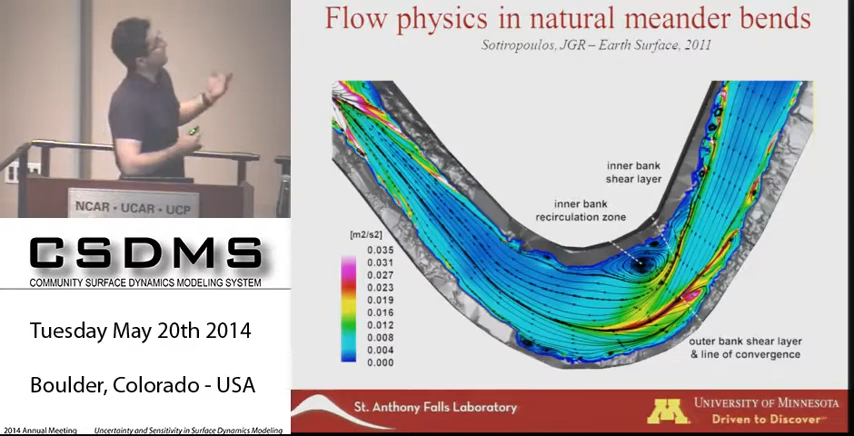 NCAR • UCAR • UCP
CSDMS
COMMUNITY SURFACE DYNAMICS MODELING SYSTEM
Tuesday May 20th 2014
Boulder, Colorado - USA
2014 Annual Meeting
Uncertainty and Sensitivity in Surface Dynamics Modeling
Flow physics in natural meander bends
Sotiropoulos, JGR – Earth Surface, 2011
inner bank
shear layer
inner bank
recirculation zone
[m2/s2]
0.035
0.031
0.027
0.023
0.019
0.016
0.012
0.008
0.004
0.000
outer bank shear layer
& line of convergence
St. Anthony Falls Laboratory
M
UNIVERSITY OF MINNESOTA
Driven to Discover